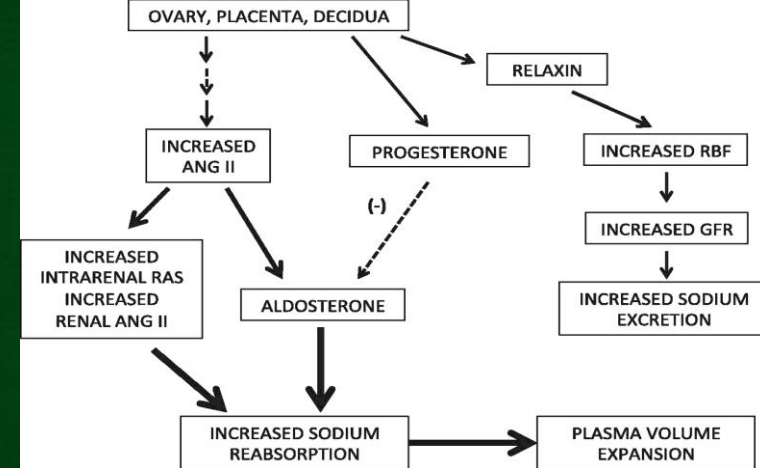 OVARY, PLACENTA, DECIDUA
RELAXIN
INCREASED
ANG II
PROGESTERONE
INCREASED RBF
(-)
INCREASED GFR
INCREASED
INTRARENAL RAS
INCREASED
RENAL ANG II
ALDOSTERONE
INCREASED SODIUM
EXCRETION
INCREASED SODIUM
REABSORPTION
PLASMA VOLUME
EXPANSION